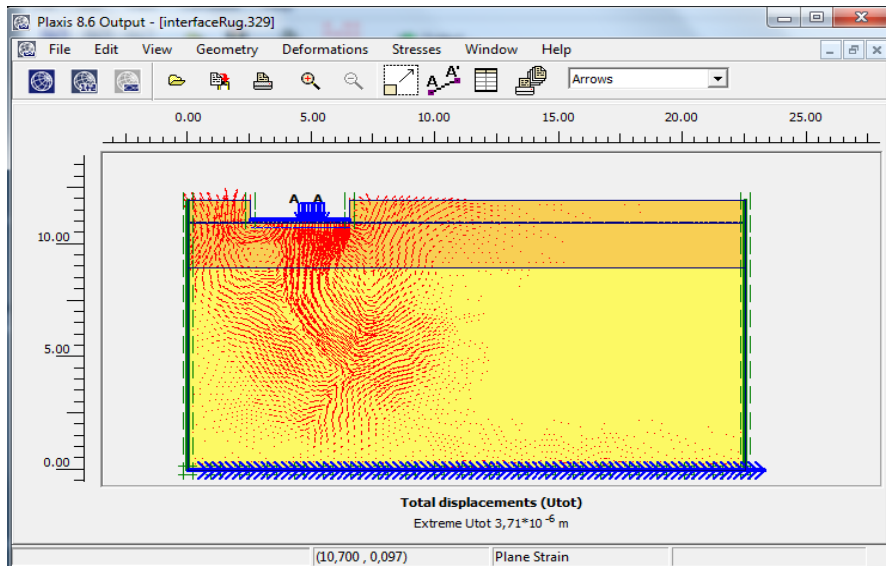 Plaxis 8.6 Output - [interfaceRug.329]
File Edit View Geometry Deformations Stresses Window Help
A A' Arrows
0.00 5.00 10.00 15.00 20.00 25.00
A A
10.00
5.00
0.00
Total displacements (Utot)
Extreme Utot 3,71*10 -6 m
(10,700 , 0,097) Plane Strain